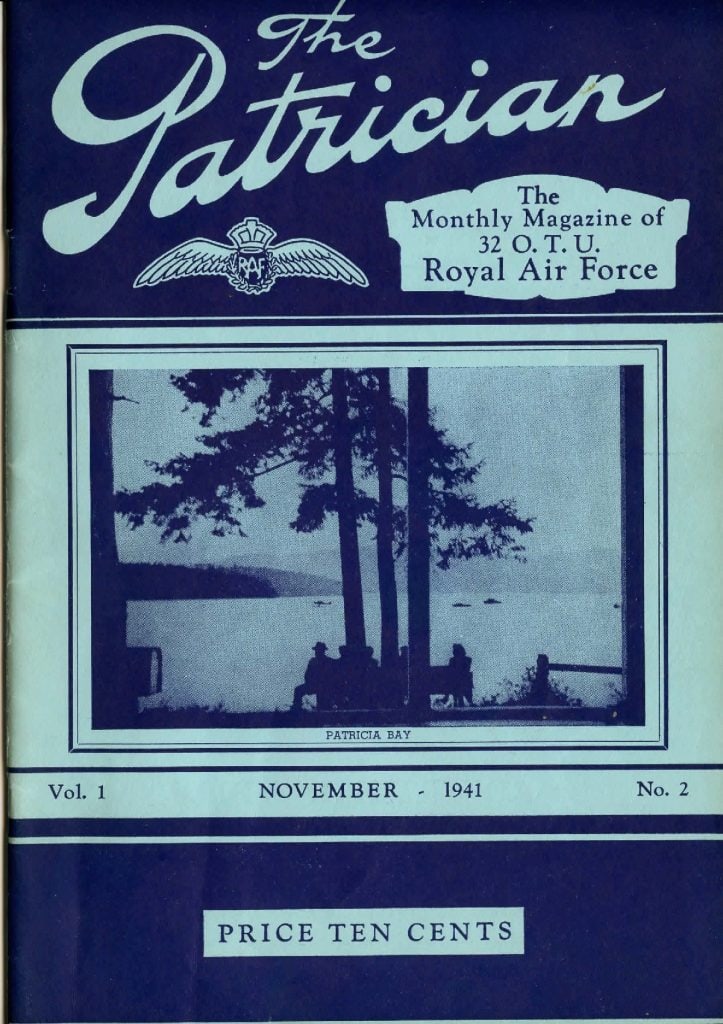 The
Patrician
The
Monthly Magazine of
32 O. T. U.
Royal Air Force
RAF
PATRICIA BAY
Vol. 1 NOVEMBER - 1941 No. 2
PRICE TEN CENTS